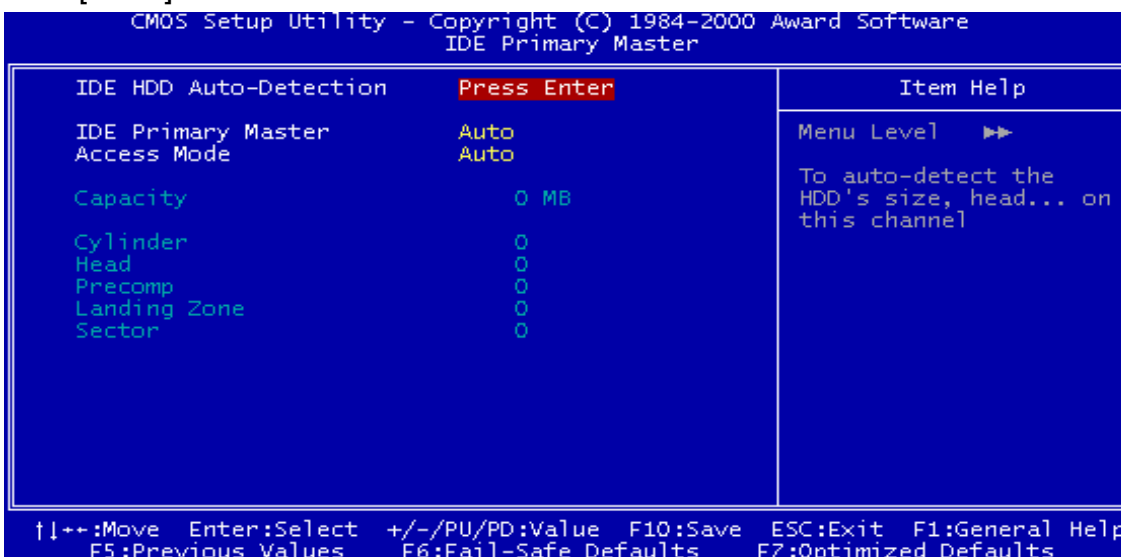 CMOS Setup Utility - Copyright (C) 1984-2000 Award Software
IDE Primary Master
IDE HDD Auto-Detection Press Enter
Item Help
IDE Primary Master Auto
Access Mode Auto
Menu Level ►►
Capacity 0 MB
To auto-detect the
HDD's size, head... on
this channel
Cylinder 0
Head 0
Precomp 0
Landing Zone 0
Sector 0
↑↓←→:Move Enter:Select +/-/PU/PD:Value F10:Save ESC:Exit F1:General Help
F5:Previous Values F6:Fail-Safe Defaults F7:Optimized Defaults